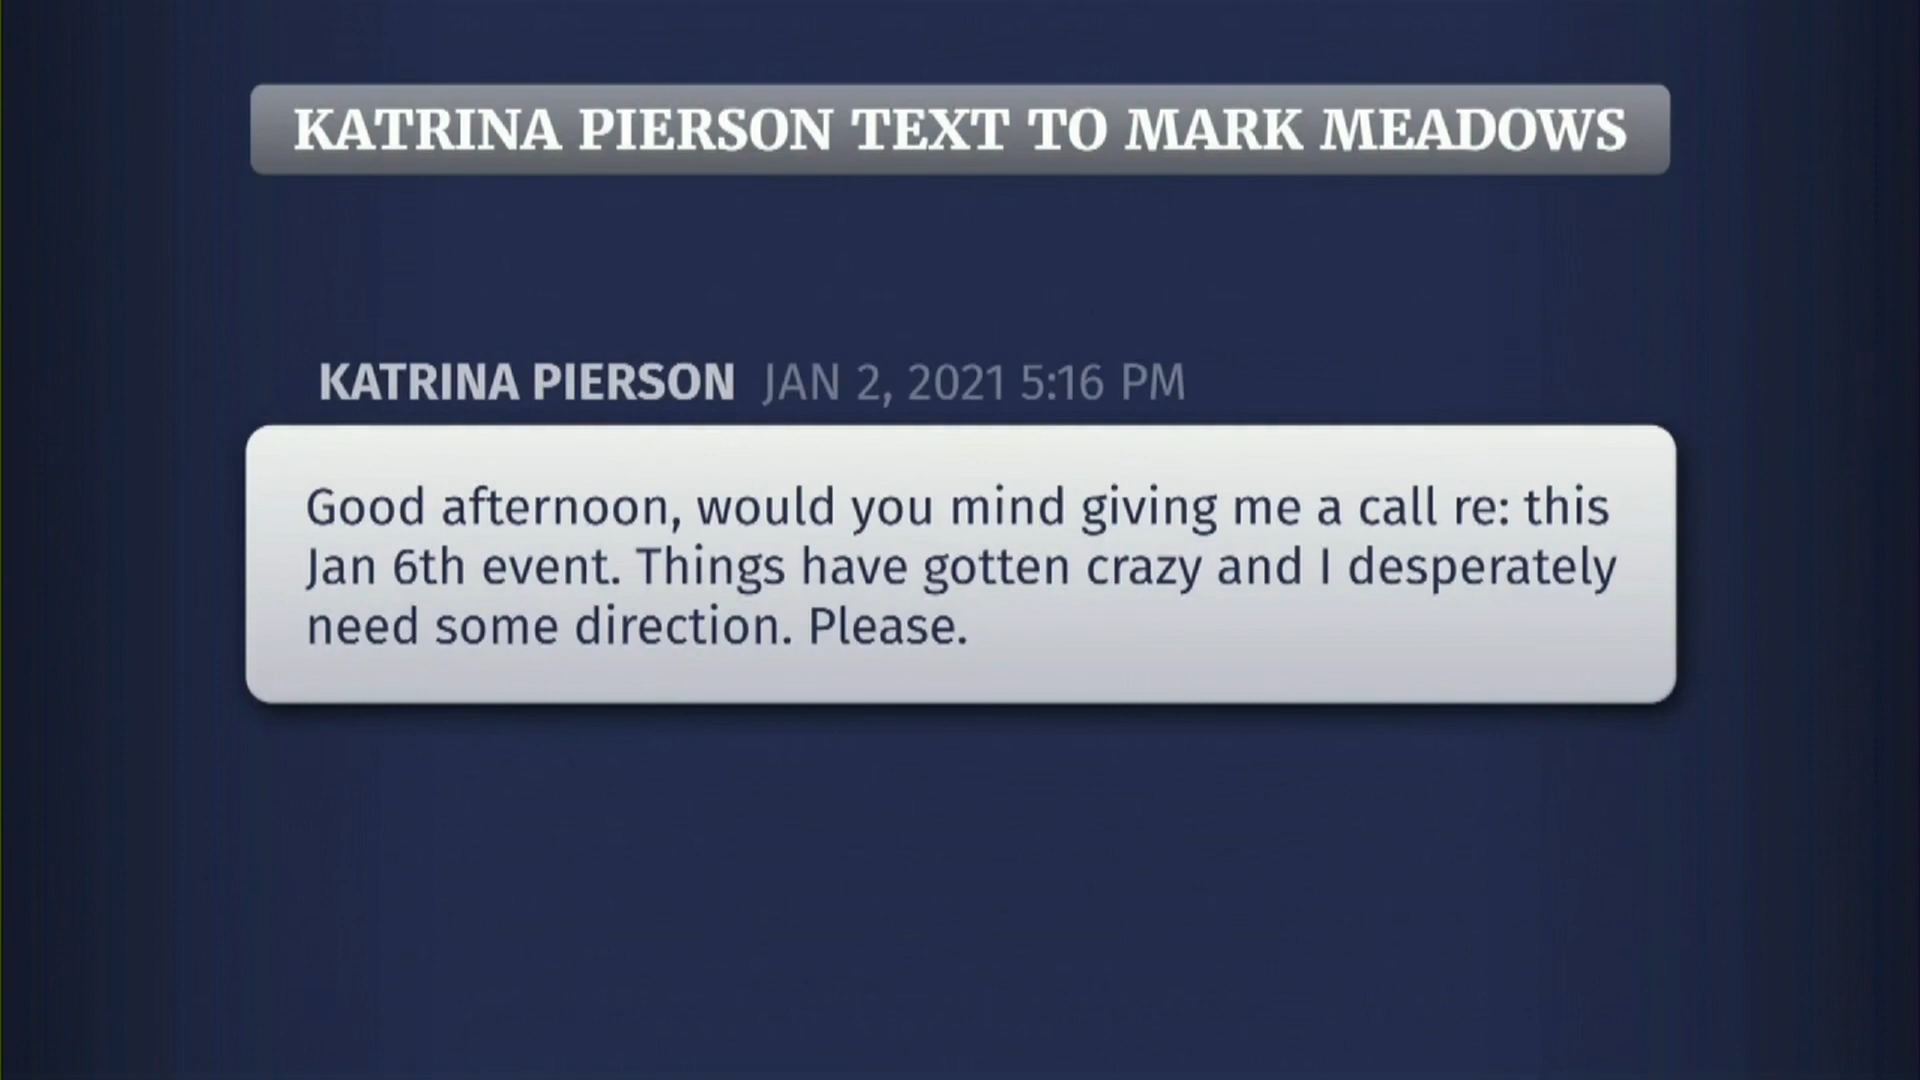 KATRINA PIERSON TEXT TO MARK MEADOWS
KATRINA PIERSON JAN 2, 2021 5:16 PM
Good afternoon, would you mind giving me a call re: this
Jan 6th event. Things have gotten crazy and I desperately
need some direction. Please.